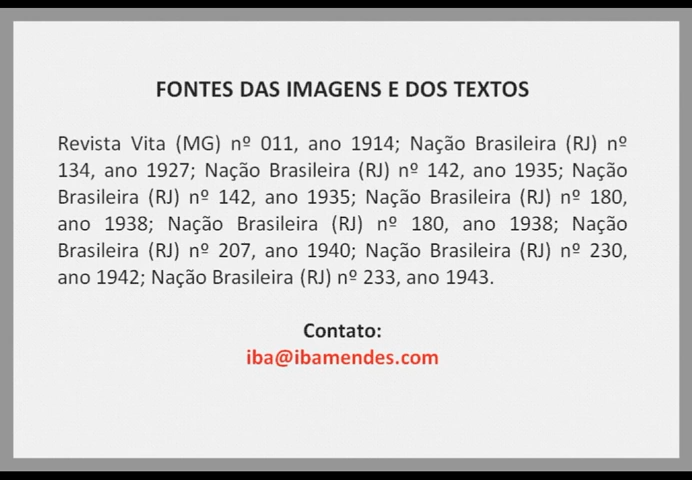 FONTES DAS IMAGENS E DOS TEXTOS
Revista Vita (MG) nº 011, ano 1914; Nação Brasileira (RJ) nº
134, ano 1927; Nação Brasileira (RJ) nº 142, ano 1935; Nação
Brasileira (RJ) nº 142, ano 1935; Nação Brasileira (RJ) nº 180,
ano 1938; Nação Brasileira (RJ) nº 180, ano 1938; Nação
Brasileira (RJ) nº 207, ano 1940; Nação Brasileira (RJ) nº 230,
ano 1942; Nação Brasileira (RJ) nº 233, ano 1943.
Contato:
iba@ibamendes.com